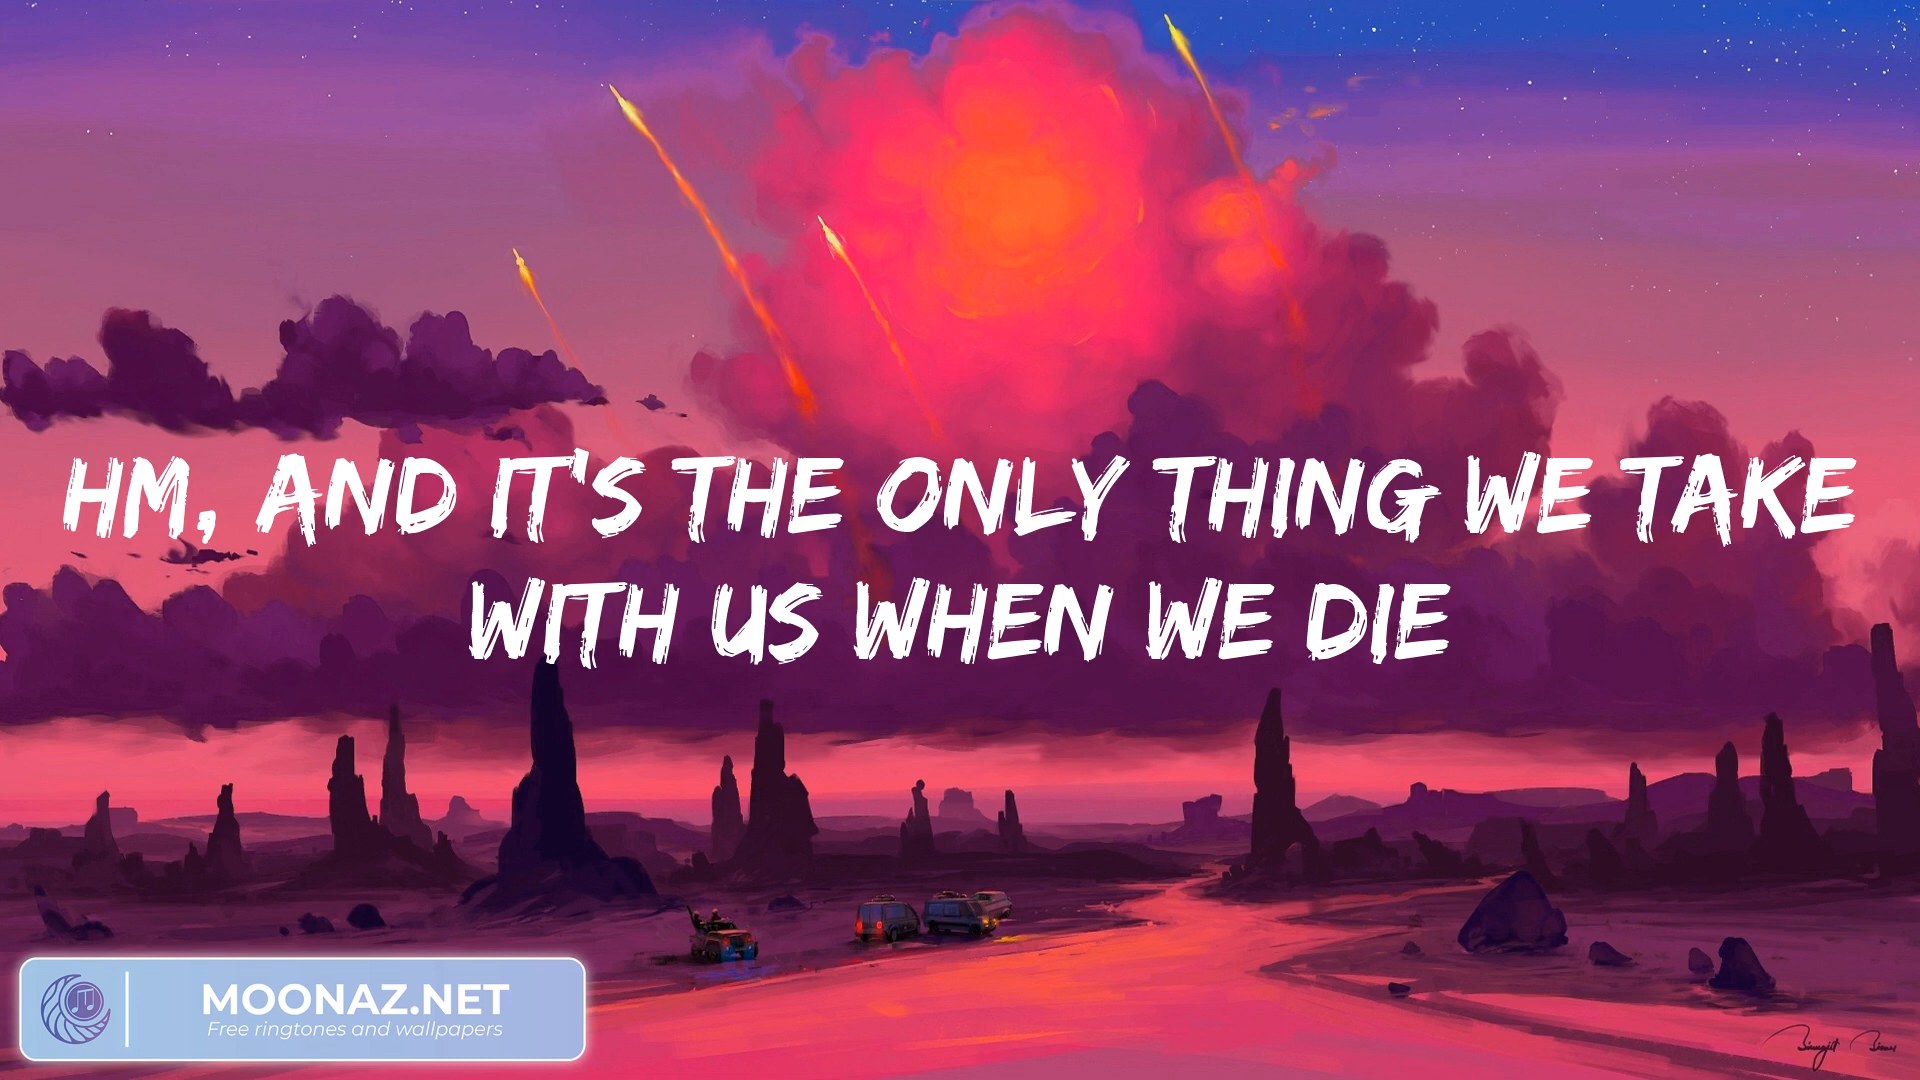 HM, AND IT'S THE ONLY THING WE TAKE
WITH US WHEN WE DIE
MOONAZ.NET
Free ringtones and wallpapers